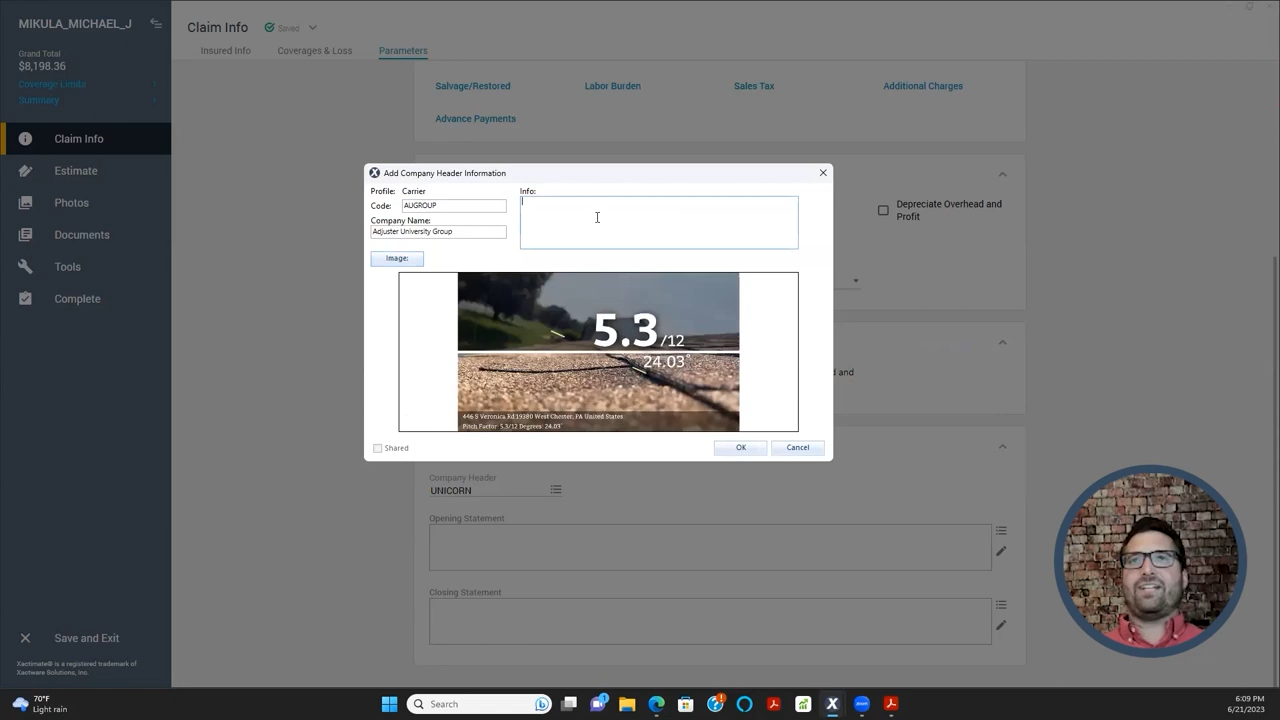 MIKULA_MICHAEL_J
Grand Total
$8,198.36
Coverage Limits
Summary
Claim Info
Estimate
Photos
Documents
Tools
Complete
Save and Exit
Xactimate® is a registered trademark of
Xactware Solutions, Inc.
Claim Info
Saved
Insured Info
Coverages & Loss
Parameters
Salvage/Restored
Labor Burden
Sales Tax
Additional Charges
Advance Payments
Depreciate Overhead and
Profit
and
Add Company Header Information
Profile: Carrier
Code: AUGROUP
Company Name:
Adjuster University Group
Info:
Image:
5.3/12
24.03°
446 S Veronica Rd 19380 West Chester, PA United States
Pitch Factor: 5.3/12 Degrees: 24.03°
Shared
OK
Cancel
Company Header
UNICORN
Opening Statement
Closing Statement
70°F
Light rain
Search
6:09 PM
6/21/2023